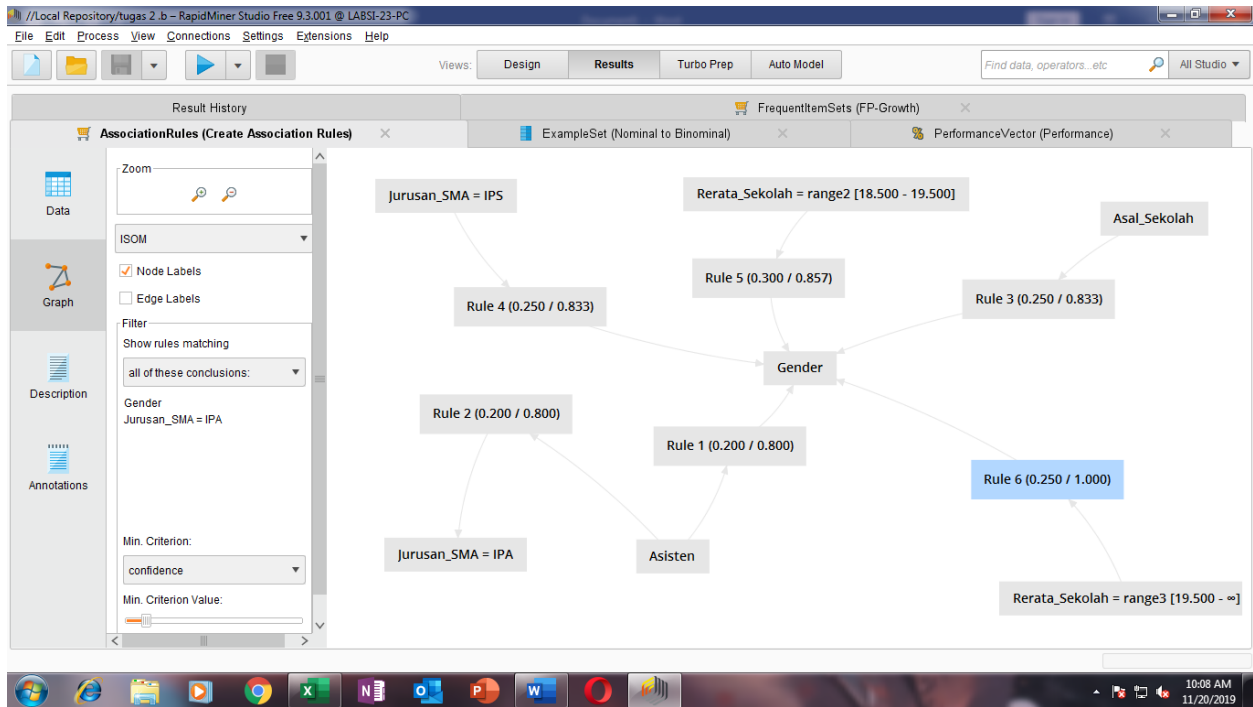 //Local Repository/tugas 2 .b – RapidMiner Studio Free 9.3.001 @ LABSI-23-PC
File Edit Process View Connections Settings Extensions Help
Views: Design Results Turbo Prep Auto Model
Find data, operators...etc
All Studio
Result History
FrequentItemSets (FP-Growth)
AssociationRules (Create Association Rules)
ExampleSet (Nominal to Binominal)
PerformanceVector (Performance)
Data
Graph
Description
Annotations
Zoom
ISOM
Node Labels
Edge Labels
Filter
Show rules matching
all of these conclusions:
Gender
Jurusan_SMA = IPA
Min. Criterion:
confidence
Min. Criterion Value:
Jurusan_SMA = IPS
Rerata_Sekolah = range2 [18.500 - 19.500]
Asal_Sekolah
Rule 5 (0.300 / 0.857)
Rule 4 (0.250 / 0.833)
Rule 3 (0.250 / 0.833)
Gender
Rule 2 (0.200 / 0.800)
Rule 1 (0.200 / 0.800)
Rule 6 (0.250 / 1.000)
Jurusan_SMA = IPA
Asisten
Rerata_Sekolah = range3 [19.500 - ∞]
10:08 AM
11/20/2019